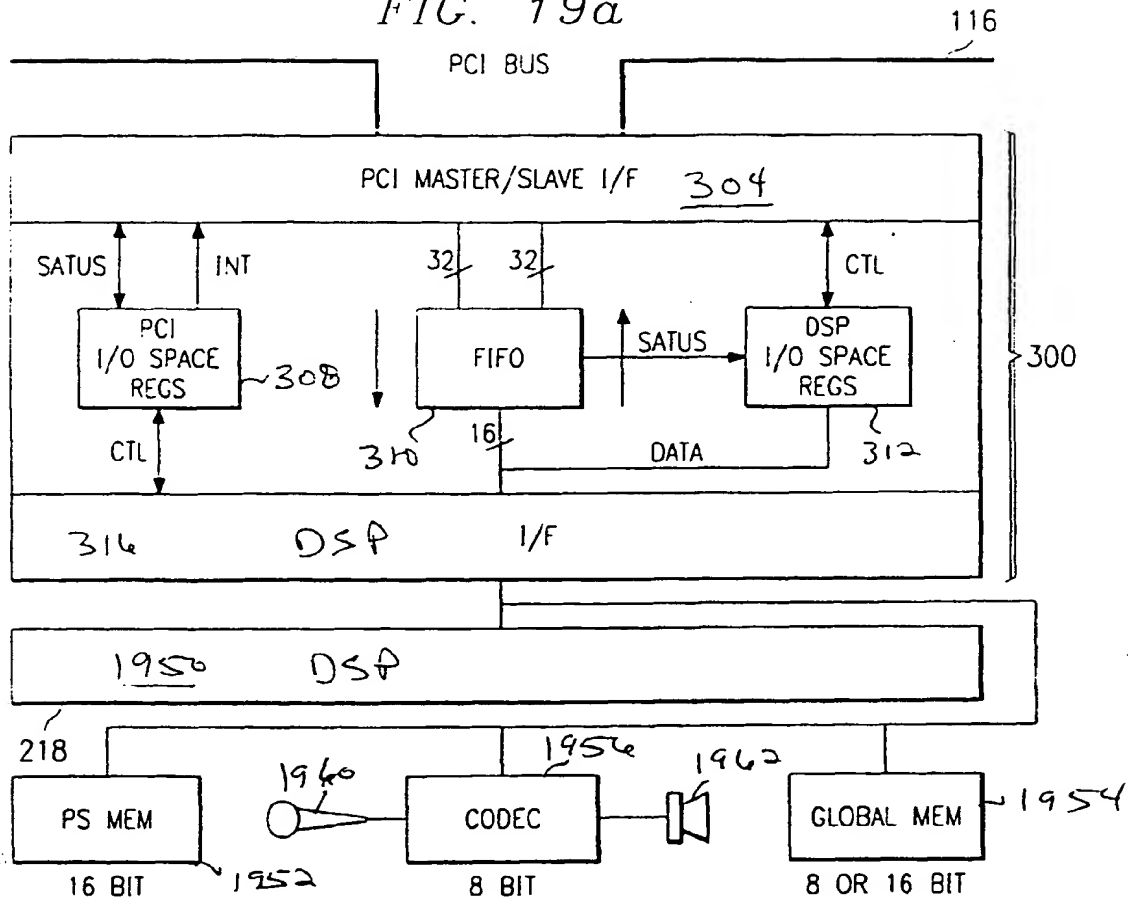 FIG. 19a
116
PCI BUS
PCI MASTER/SLAVE I/F 304
SATUS
INT
32
32
CTL
PCI
I/O SPACE
REGS
308
FIFO
SATUS
DSP
I/O SPACE
REGS
300
CTL
310
16
DATA
312
316 DSP I/F
1950 DSP
218
1960
1956
1962
PS MEM
CODEC
GLOBAL MEM
1954
16 BIT
1952
8 BIT
8 OR 16 BIT